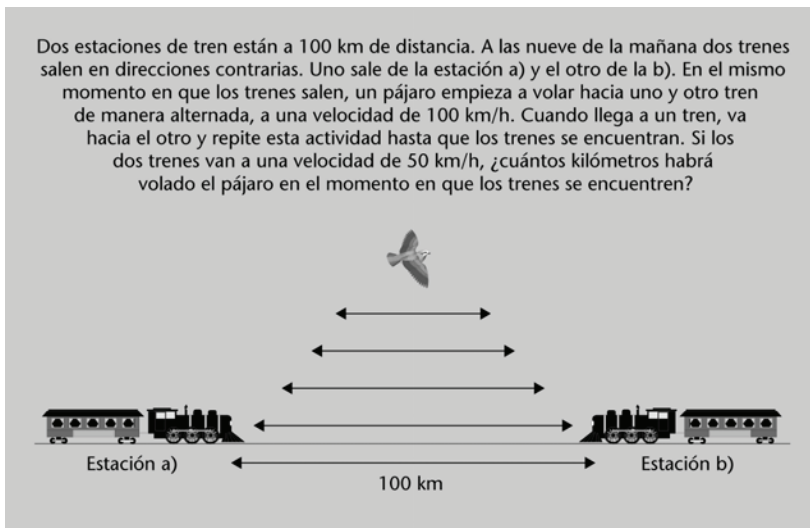 Dos estaciones de tren están a 100 km de distancia. A las nueve de la mañana dos trenes
salen en direcciones contrarias. Uno sale de la estación a) y el otro de la b). En el mismo
momento en que los trenes salen, un pájaro empieza a volar hacia uno y otro tren
de manera alternada, a una velocidad de 100 km/h. Cuando llega a un tren, va
hacia el otro y repite esta actividad hasta que los trenes se encuentran. Si los
dos trenes van a una velocidad de 50 km/h, ¿cuántos kilómetros habrá
volado el pájaro en el momento en que los trenes se encuentren?
Estación a)
Estación b)
100 km